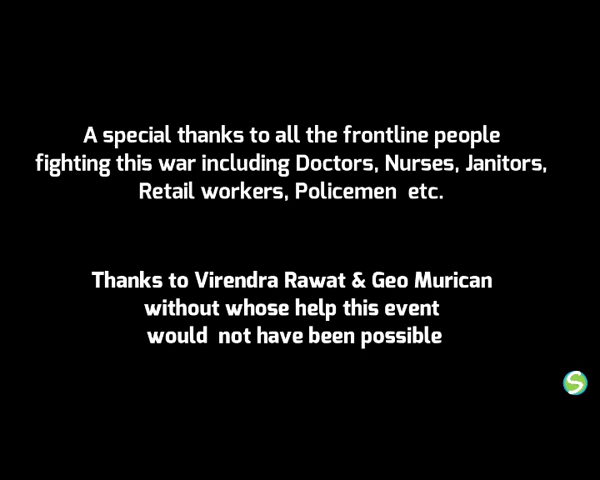 A special thanks to all the frontline people
fighting this war including Doctors, Nurses, Janitors,
Retail workers, Policemen etc.
Thanks to Virendra Rawat & Geo Murican
without whose help this event
would not have been possible
S